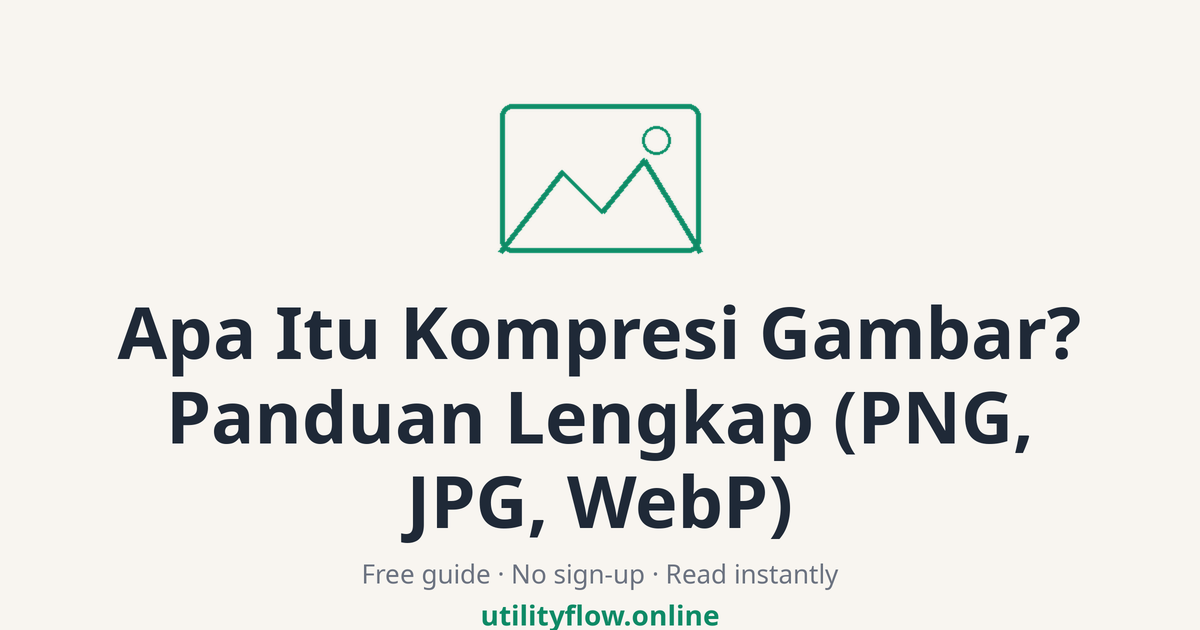 Apa Itu Kompresi Gambar?
Panduan Lengkap (PNG,
JPG, WebP)
Free guide · No sign-up · Read instantly
utilityflow.online